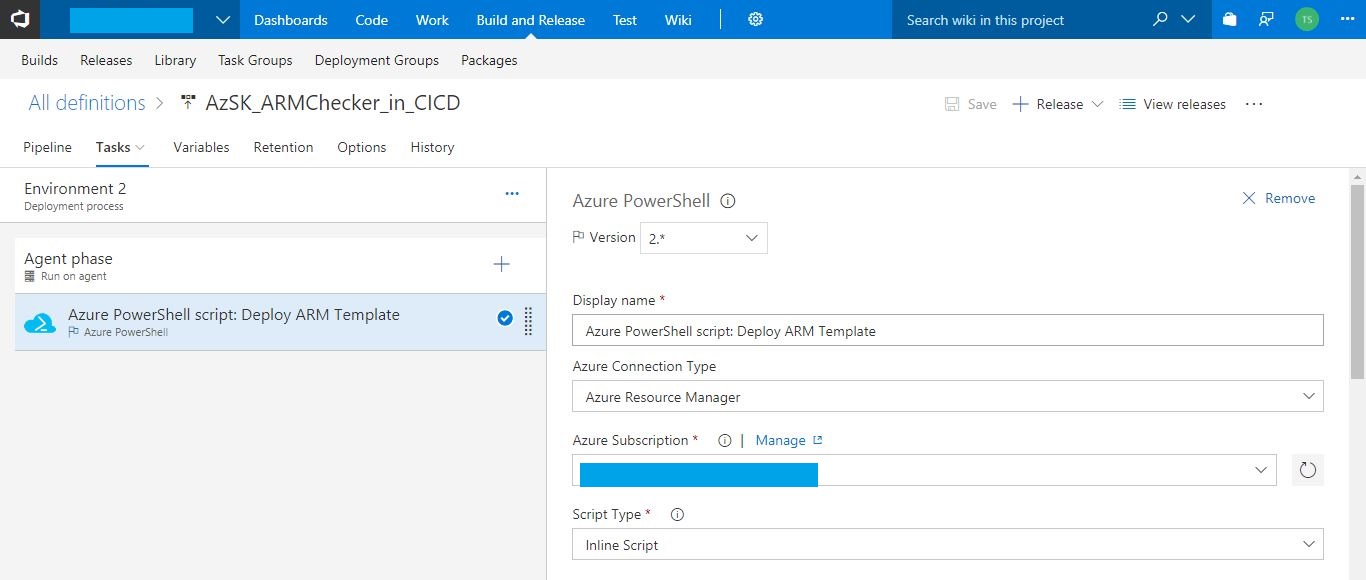 Dashboards Code Work Build and Release Test Wiki Search wiki in this project TS
Builds Releases Library Task Groups Deployment Groups Packages
All definitions > AzSK_ARMChecker_in_CICD Save Release View releases ...
Pipeline Tasks Variables Retention Options History
Environment 2
Deployment process
Agent phase
Run on agent
Azure PowerShell script: Deploy ARM Template
Azure PowerShell
Azure PowerShell Remove
Version 2.*
Display name *
Azure PowerShell script: Deploy ARM Template
Azure Connection Type
Azure Resource Manager
Azure Subscription * | Manage
Script Type *
Inline Script